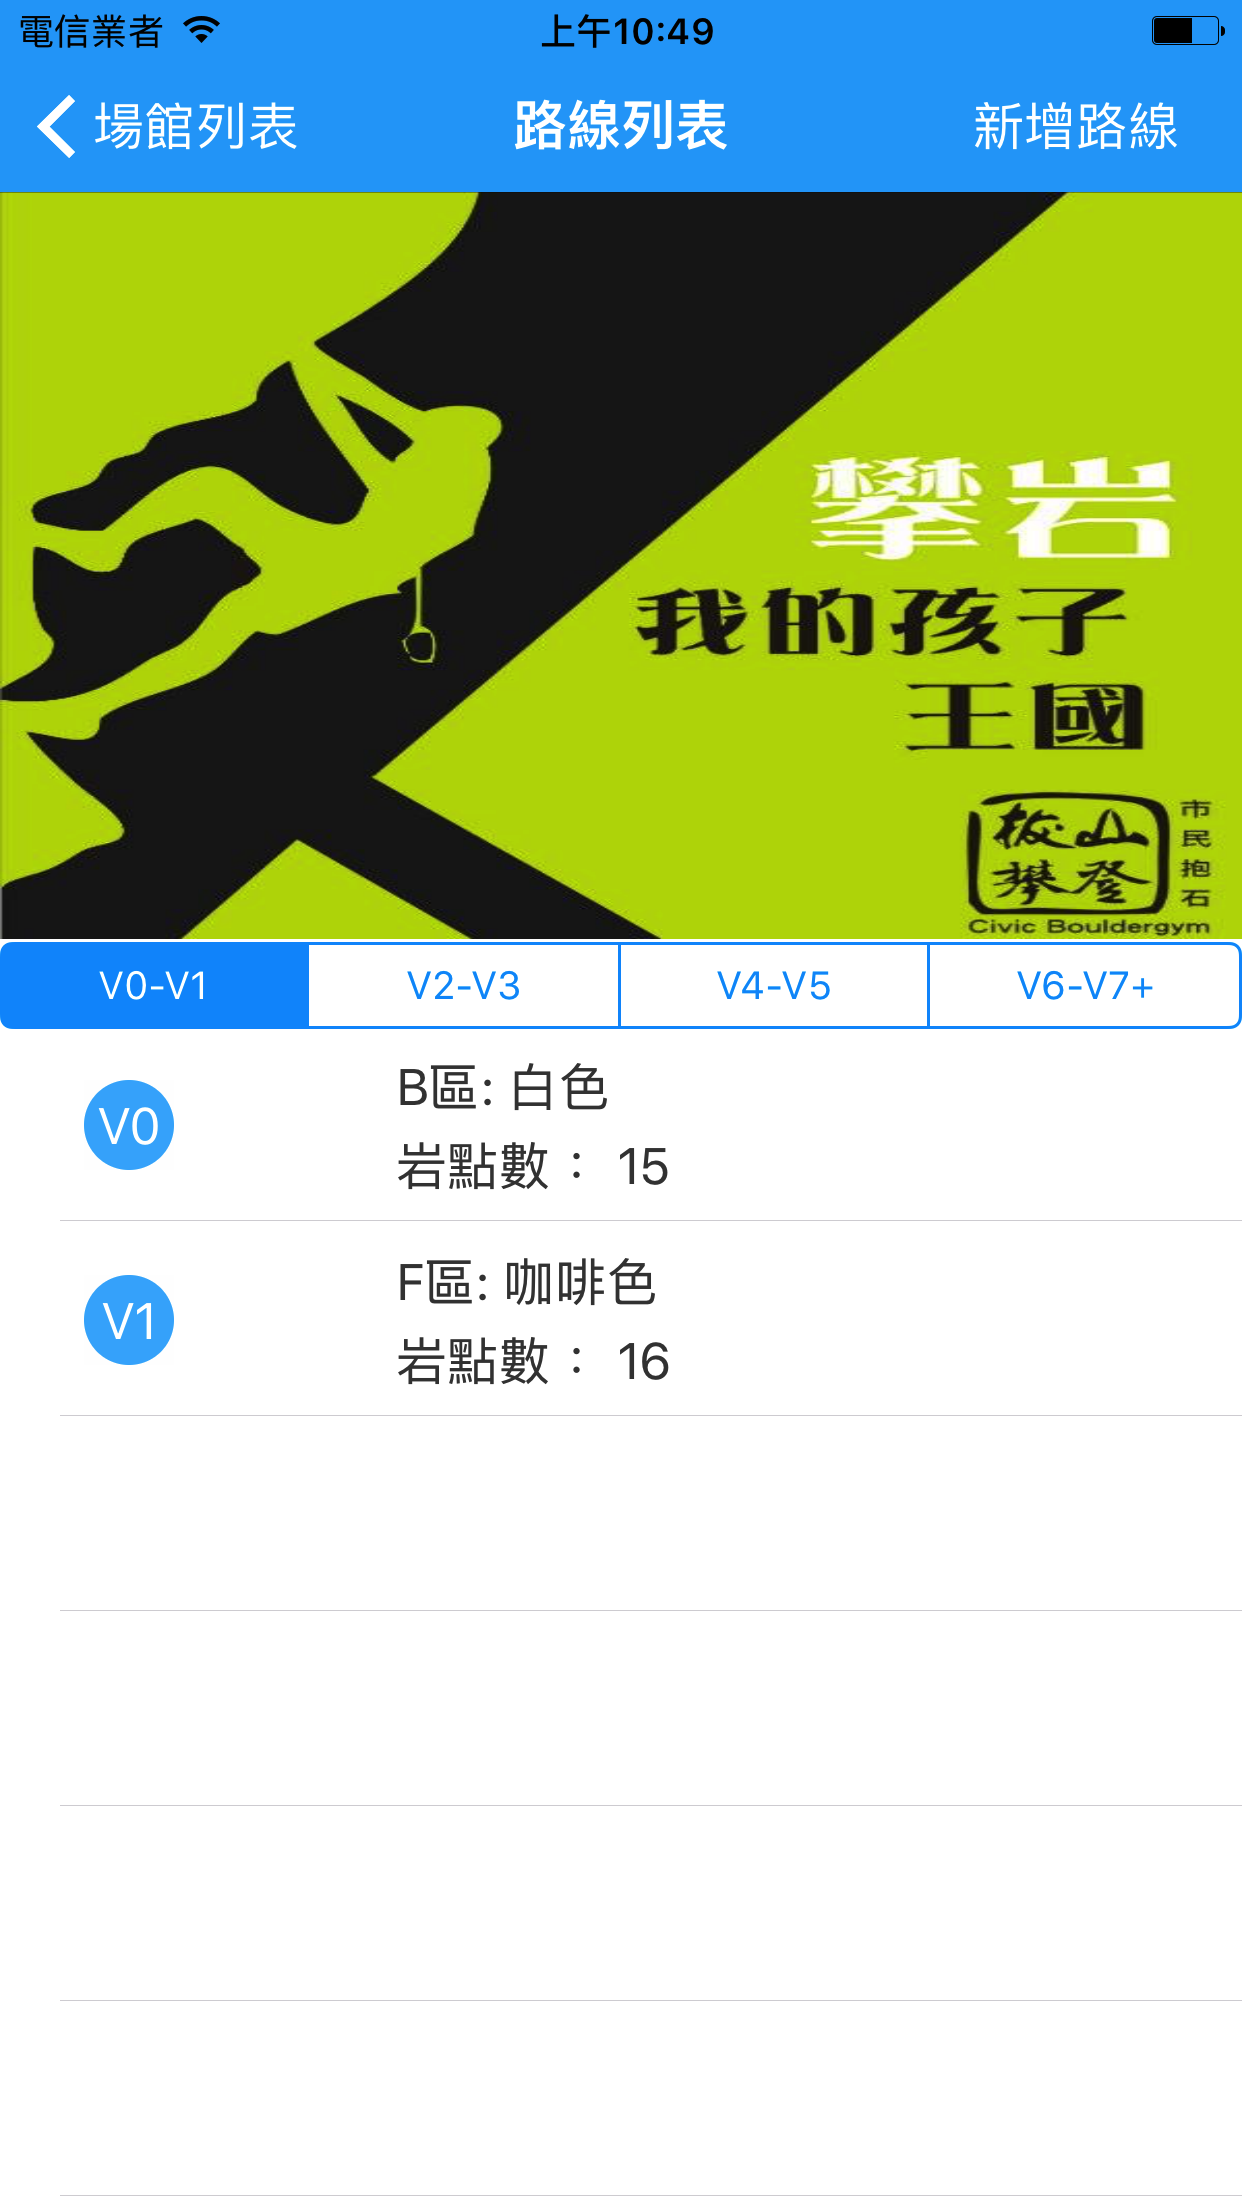 電信業者 上午10:49
場館列表 路線列表 新增路線
攀岩
我的孩子
王國
拔山
攀登
市民抱石
Civic Bouldergym
V0-V1 V2-V3 V4-V5 V6-V7+
V0
B區: 白色
岩點數： 15
V1
F區: 咖啡色
岩點數： 16